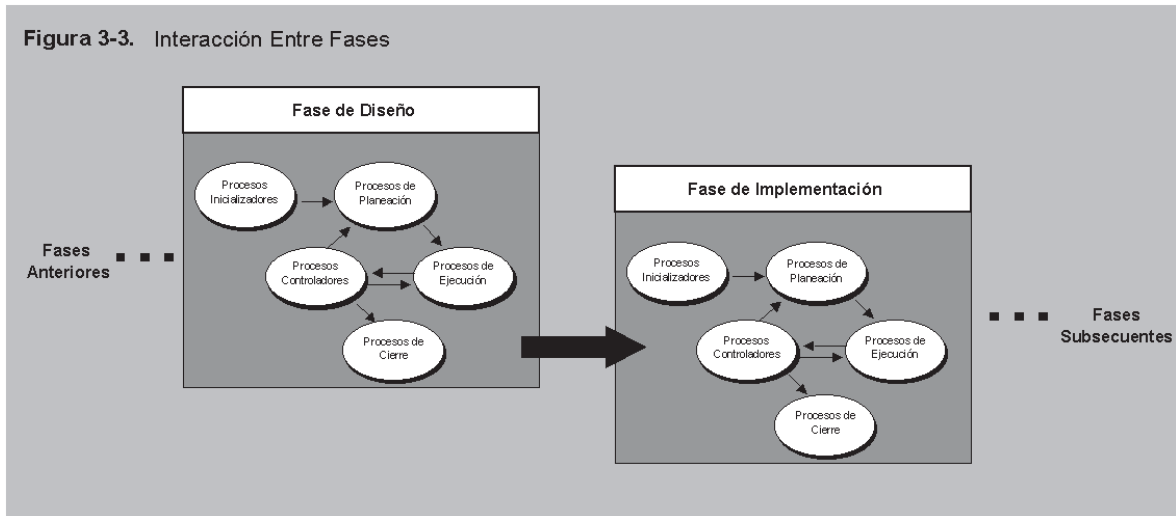 Figura 3-3. Interacción Entre Fases
Fase de Diseño
Procesos
Inicializadores
Procesos de
Planeación
Procesos
Controladores
Procesos de
Ejecución
Procesos de
Cierre
Fases
Anteriores
Fase de Implementación
Procesos
Inicializadores
Procesos de
Planeación
Procesos
Controladores
Procesos de
Ejecución
Procesos de
Cierre
Fases
Subsecuentes